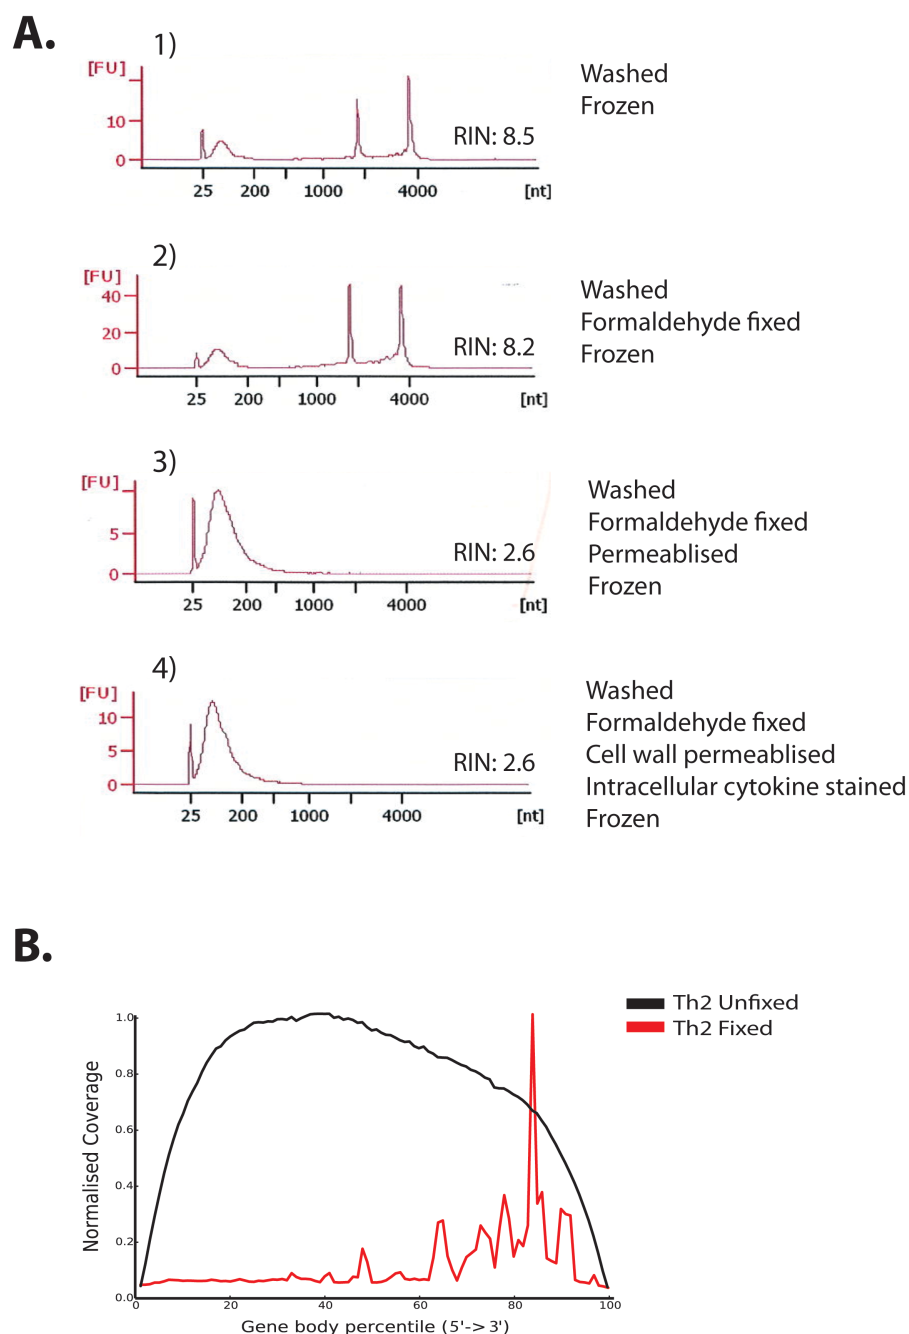 A.
1)
[FU]
10
0
RIN: 8.5
25 200 1000 4000 [nt]
Washed
Frozen
2)
[FU]
40
20
0
RIN: 8.2
25 200 1000 4000 [nt]
Washed
Formaldehyde fixed
Frozen
3)
[FU]
5
0
RIN: 2.6
25 200 1000 4000 [nt]
Washed
Formaldehyde fixed
Permeablised
Frozen
4)
[FU]
10
5
0
RIN: 2.6
25 200 1000 4000 [nt]
Washed
Formaldehyde fixed
Cell wall permeablised
Intracellular cytokine stained
Frozen
B.
Th2 Unfixed
Th2 Fixed
Normalised Coverage
1.0
0.8
0.6
0.4
0.2
0.0
0 20 40 60 80 100
Gene body percentile (5'-> 3')